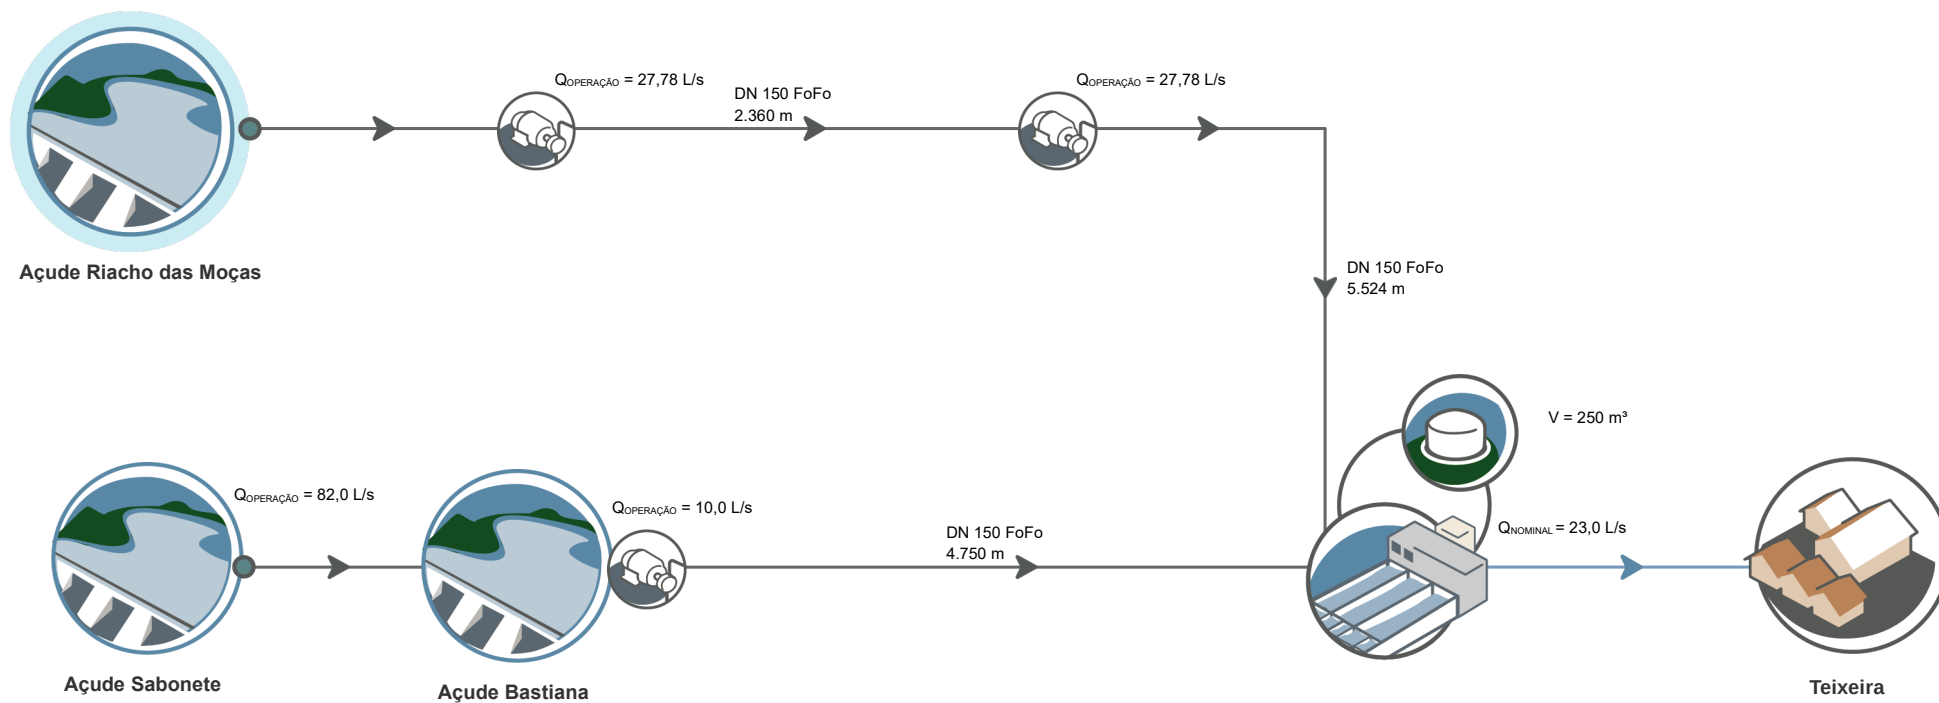 Q OPERAÇÃO = 27,78 L/s
DN 150 FoFo
2.360 m
Q OPERAÇÃO = 27,78 L/s
Açude Riacho das Moças
DN 150 FoFo
5.524 m
V = 250 m³
Q OPERAÇÃO = 82,0 L/s
Q OPERAÇÃO = 10,0 L/s
DN 150 FoFo
4.750 m
Q NOMINAL = 23,0 L/s
Açude Sabonete
Açude Bastiana
Teixeira